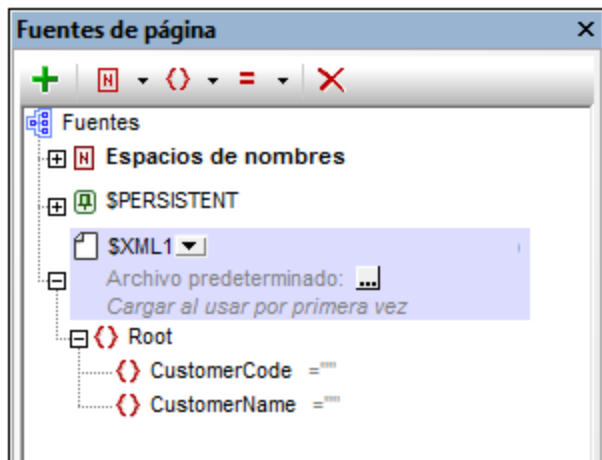 Fuentes de página
Fuentes
Espacios de nombres
$PERSISTENT
$XML1
Archivo predeterminado: ...
Cargar al usar por primera vez
Root
CustomerCode =""
CustomerName =""